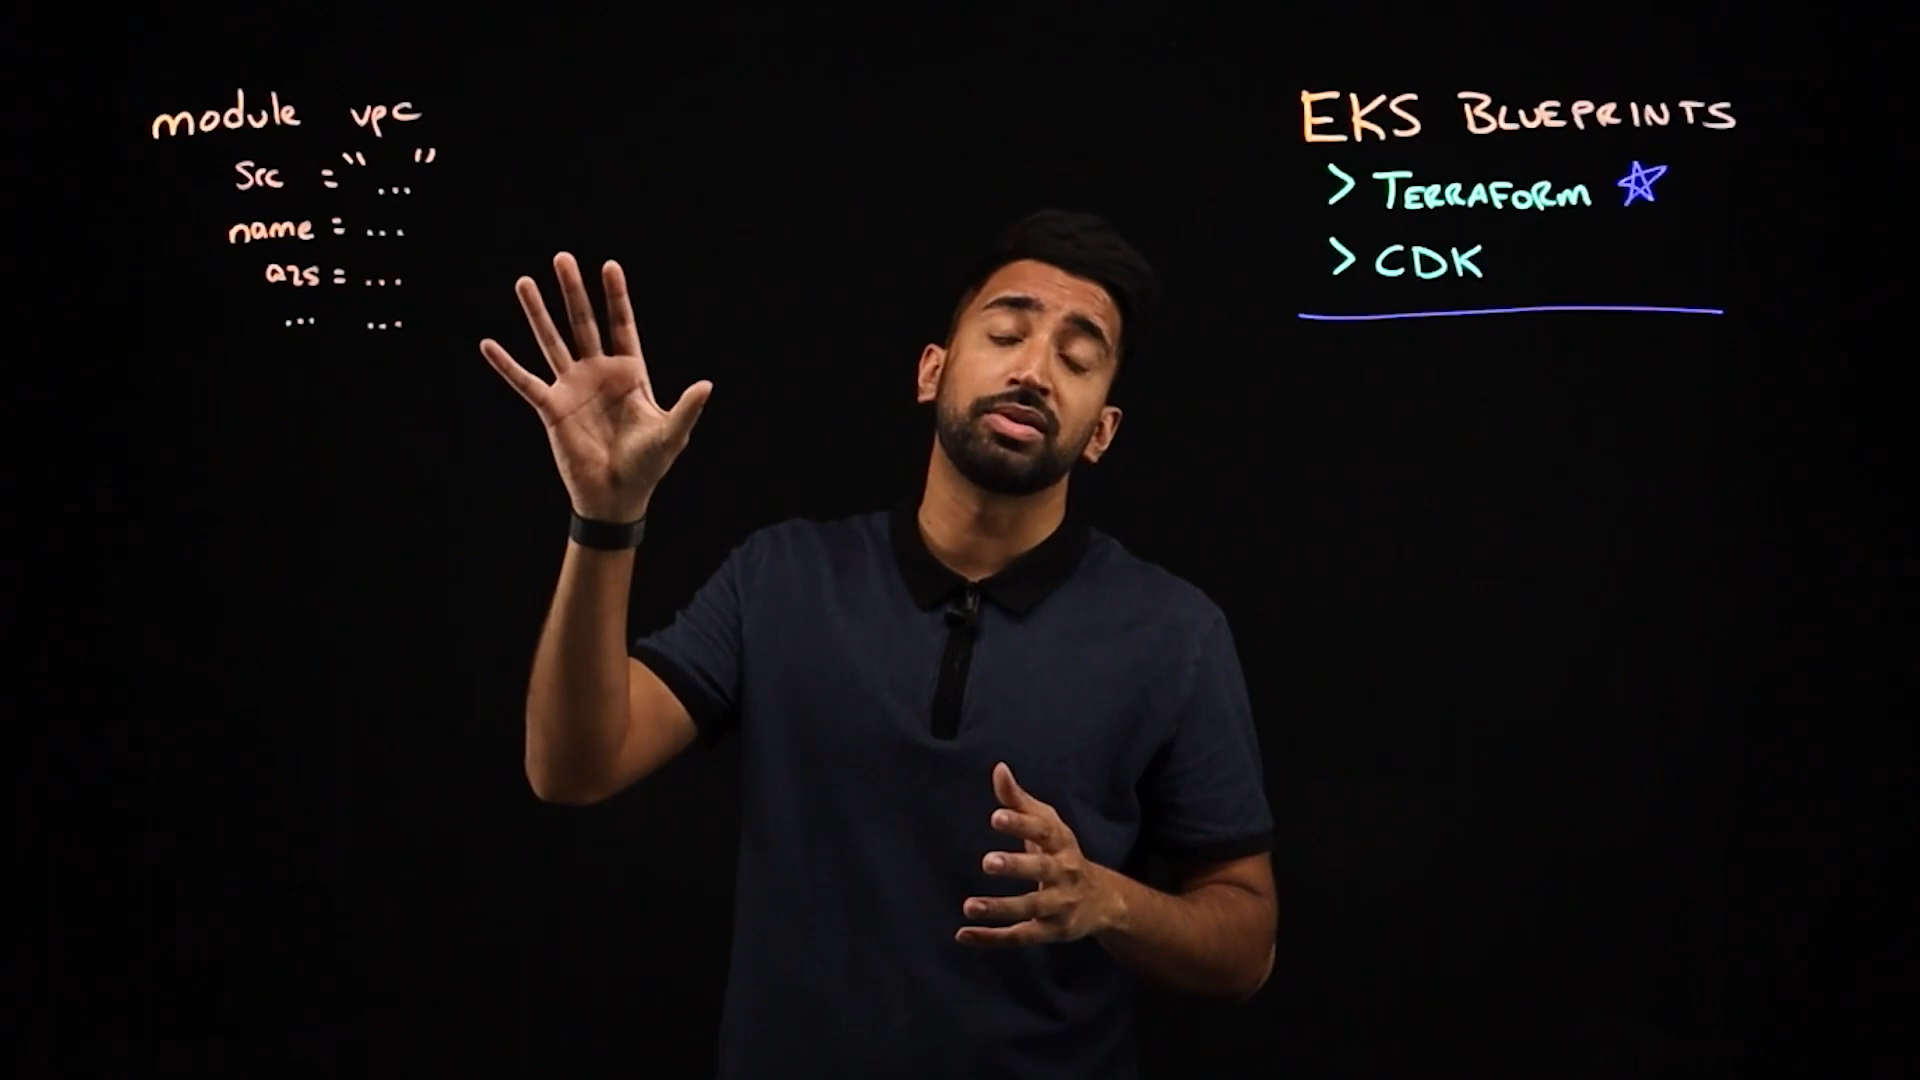 module vpc
src = "..."
name = ...
azs = ...
... ...
EKS BLUEPRINTS
> TERRAFORM
> CDK